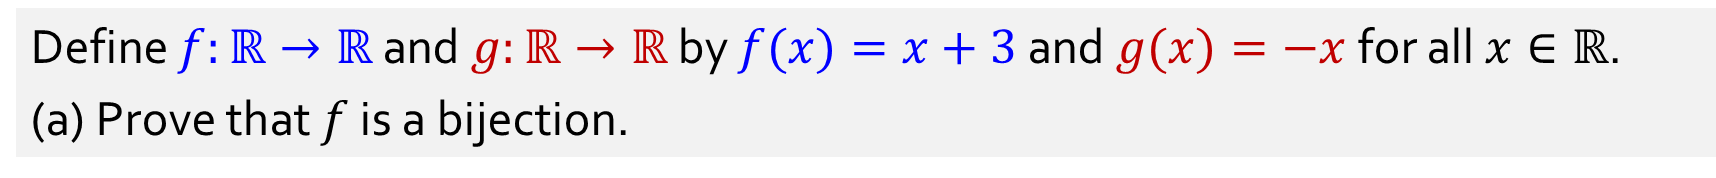 Define 𝑓: ℝ → ℝ and 𝑔: ℝ → ℝ by 𝑓(𝑥) = 𝑥 + 3 and 𝑔(𝑥) = −𝑥 for all 𝑥 ∈ ℝ.
(a) Prove that 𝑓 is a bijection.